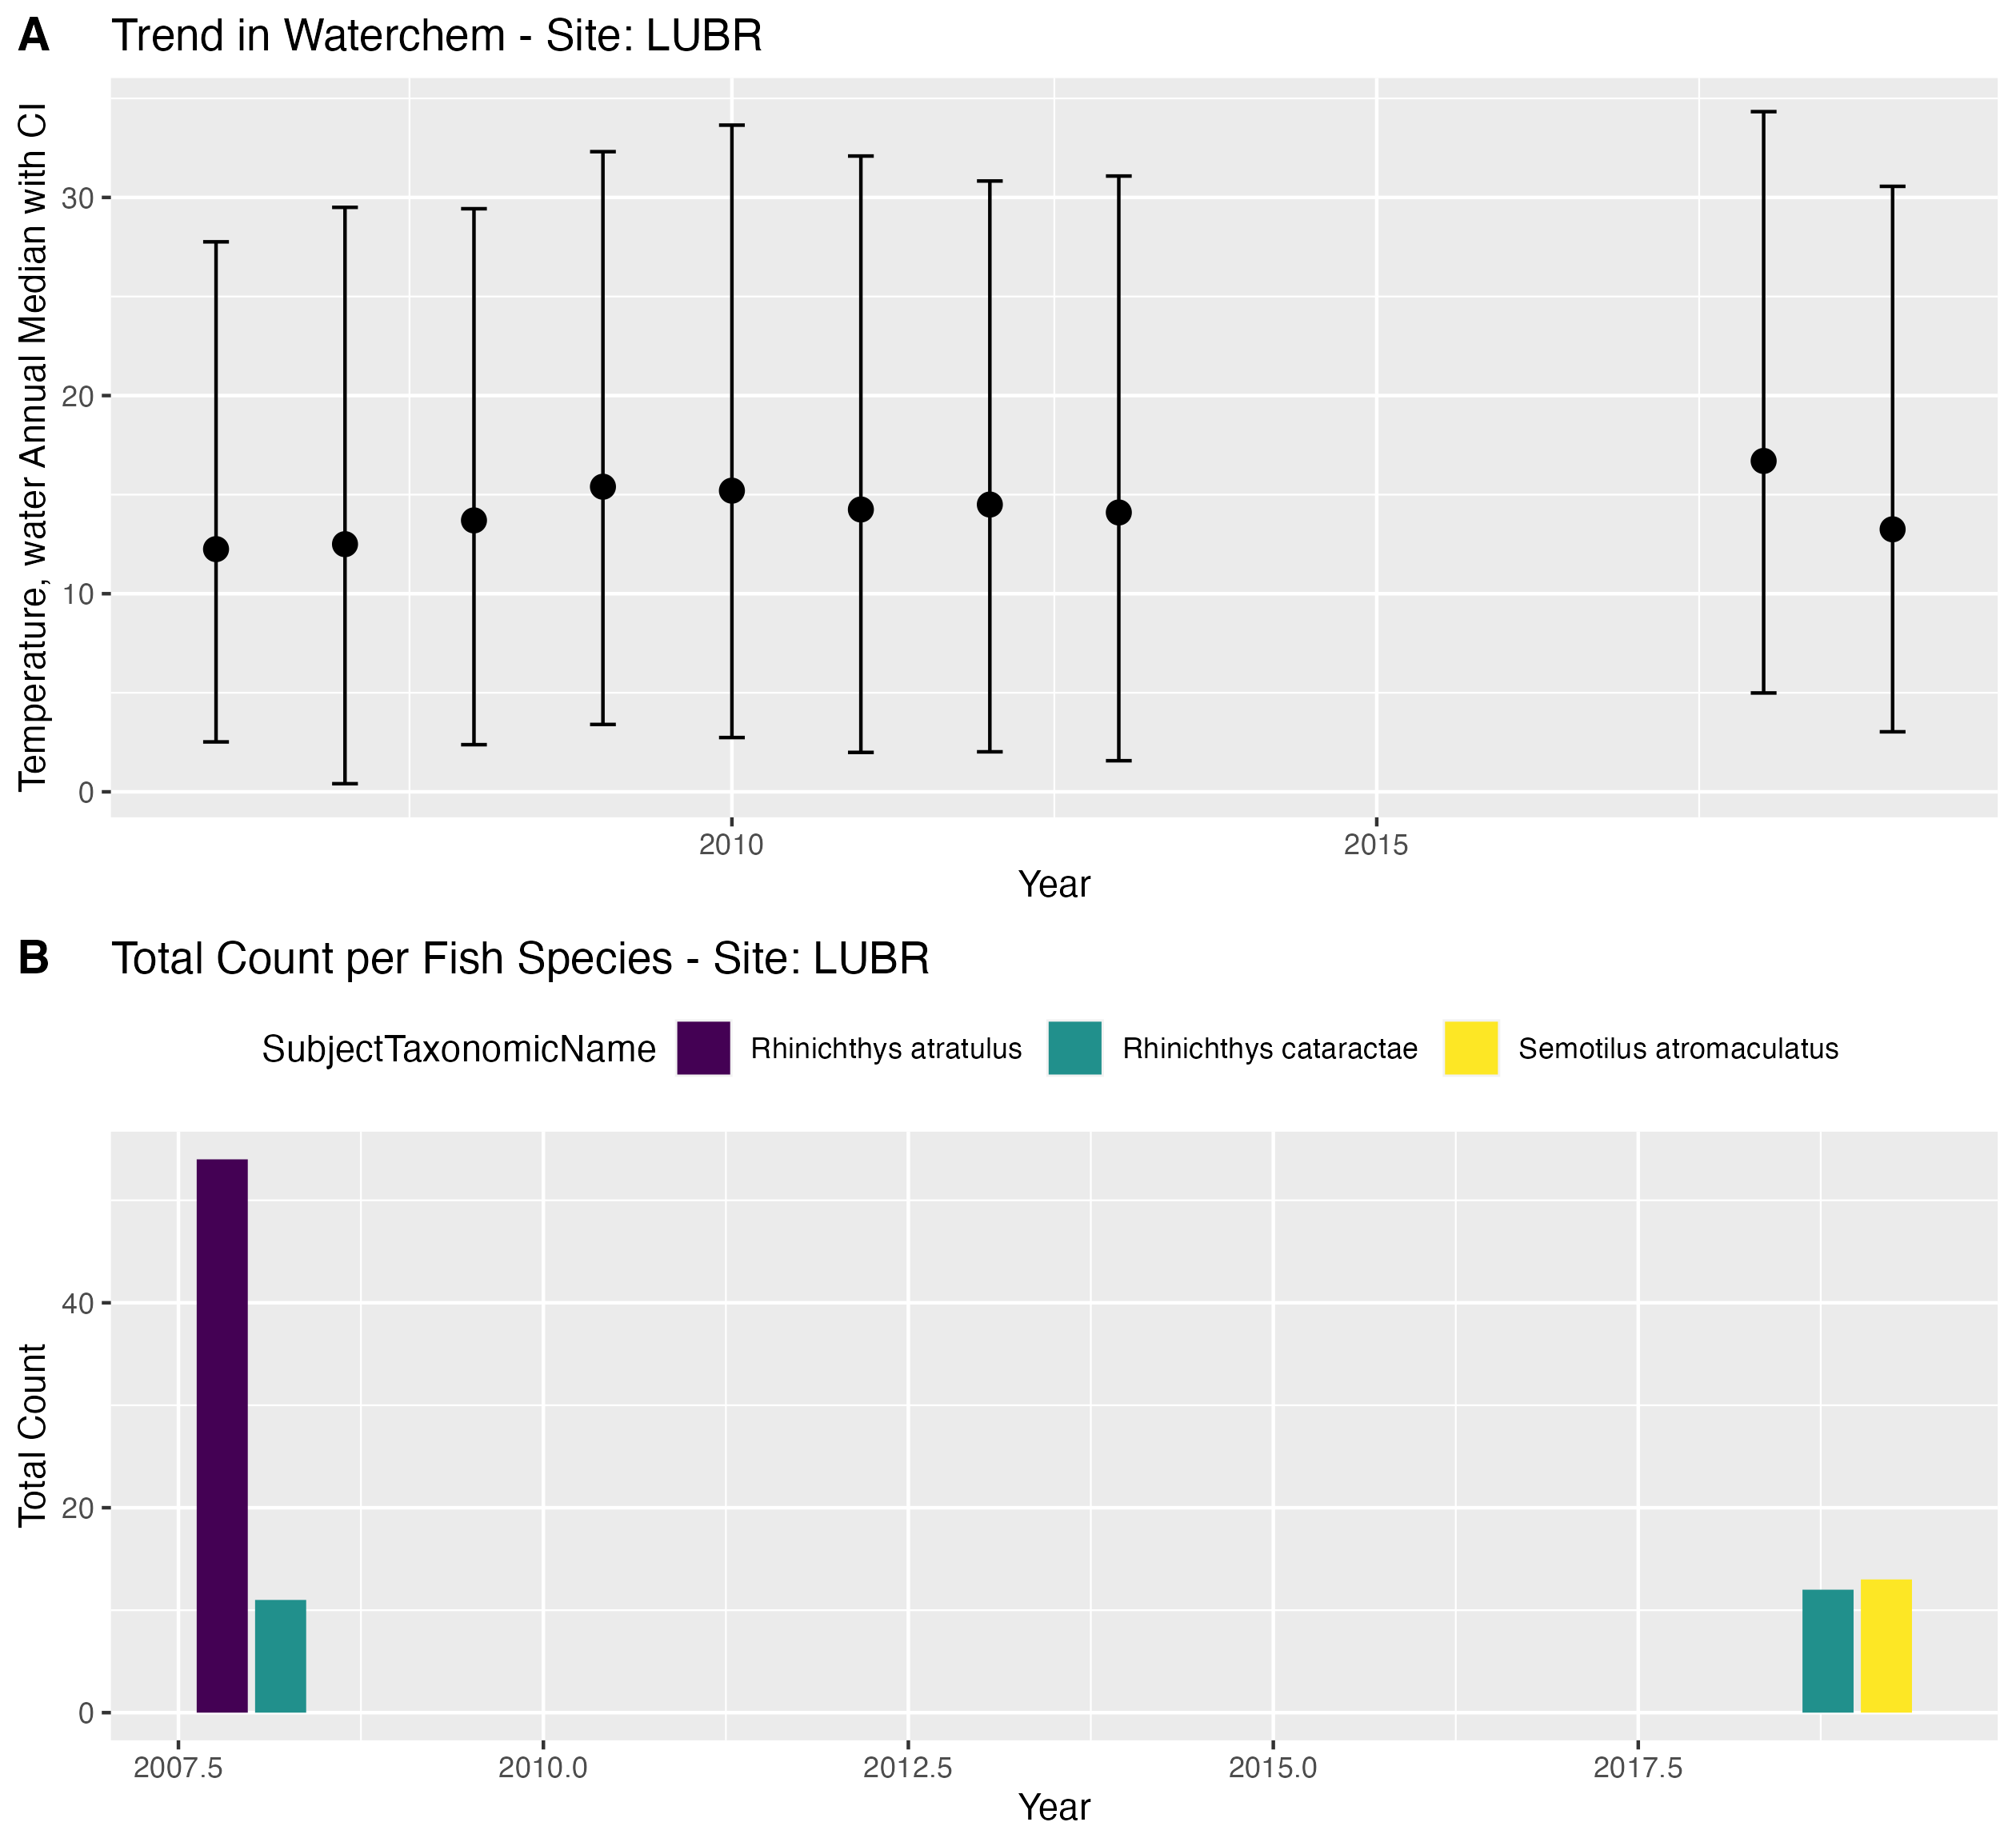 A Trend in Waterchem - Site: LUBR
Temperature, water Annual Median with CI
30
20
10
0
2010 2015
Year
B Total Count per Fish Species - Site: LUBR
SubjectTaxonomicName Rhinichthys atratulus Rhinichthys cataractae Semotilus atromaculatus
Total Count
40
20
0
2007.5 2010.0 2012.5 2015.0 2017.5
Year